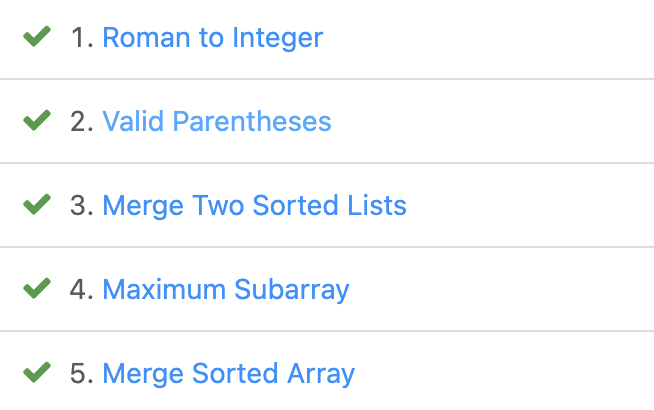 1. Roman to Integer
2. Valid Parentheses
3. Merge Two Sorted Lists
4. Maximum Subarray
5. Merge Sorted Array